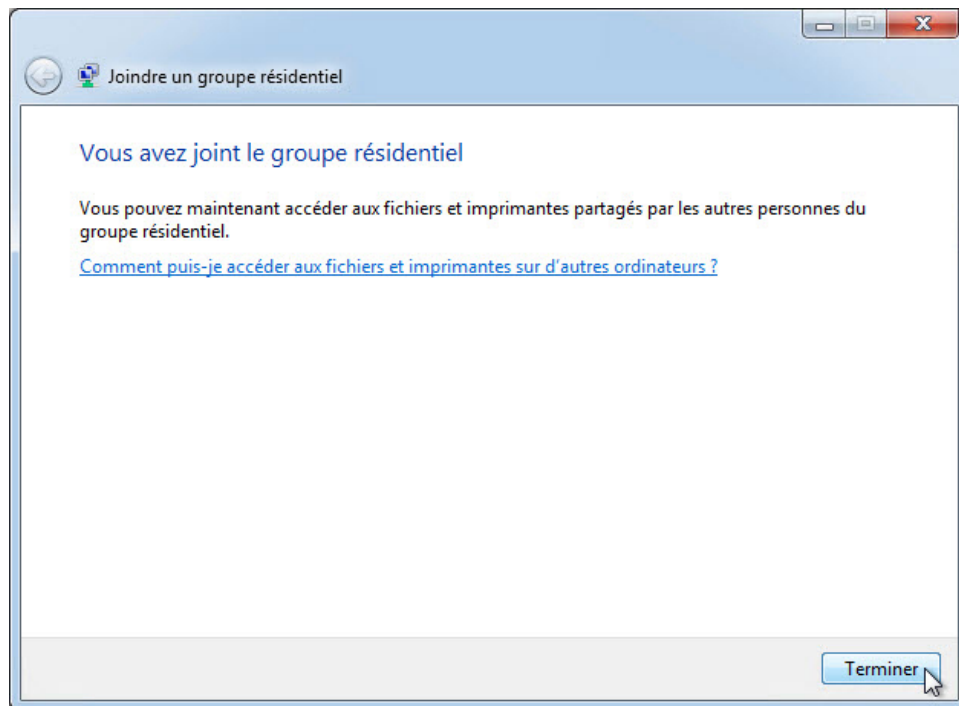 Joindre un groupe résidentiel
Vous avez joint le groupe résidentiel
Vous pouvez maintenant accéder aux fichiers et imprimantes partagés par les autres personnes du
groupe résidentiel.
Comment puis-je accéder aux fichiers et imprimantes sur d'autres ordinateurs ?
Terminer